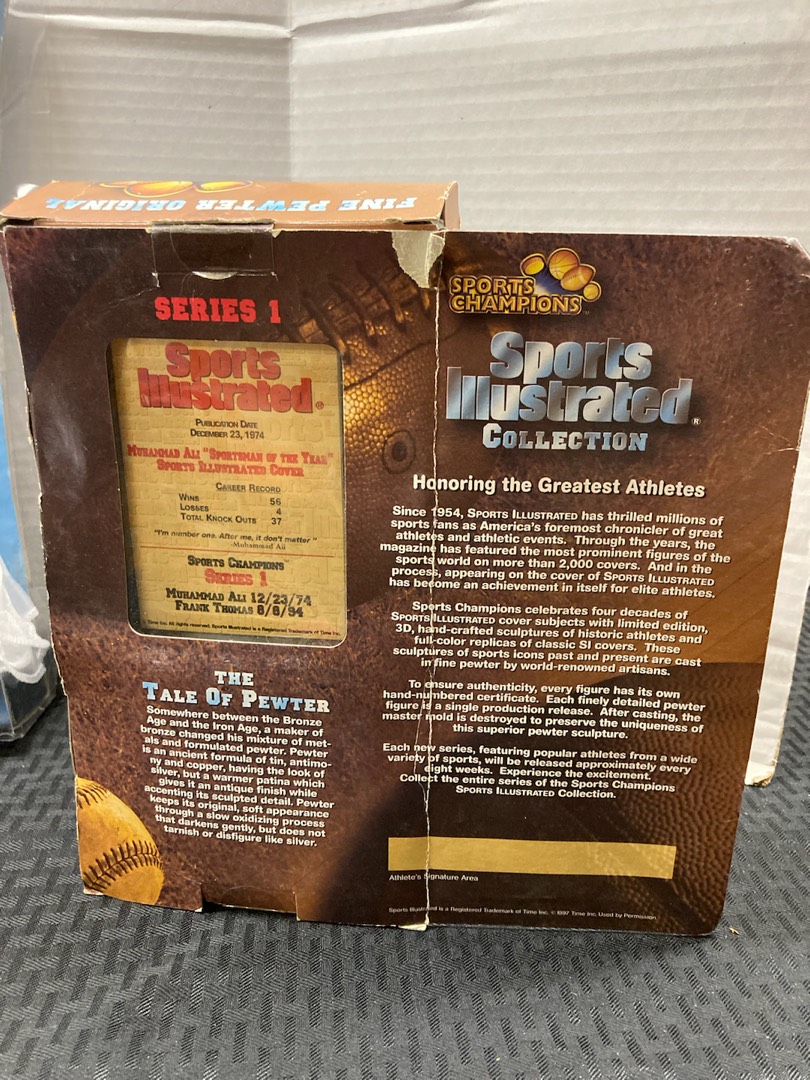 FINE PEWTER ORIGINAL
SERIES 1
Sports
Illustrated®
PUBLICATION DATE
DECEMBER 23, 1974
MUHAMMAD ALI "SPORTSMAN OF THE YEAR"
SPORTS ILLUSTRATED COVER
CAREER RECORD
WINS 56
LOSSES 4
TOTAL KNOCK OUTS 37
"I'm number one. After me, it don't matter"
-Muhammad Ali
SPORTS CHAMPIONS
SERIES 1
MUHAMMAD ALI 12/23/74
FRANK THOMAS 8/8/94
Time Inc. All rights reserved. Sports Illustrated is a Registered Trademark of Time Inc.
THE
TALE OF PEWTER
Somewhere between the Bronze
Age and the Iron Age, a maker of
bronze changed his mixture of met-
als and formulated pewter. Pewter
is an ancient formula of tin, antimo-
ny and copper, having the look of
silver, but a warmer patina which
gives it an antique finish while
accenting its sculpted detail. Pewter
keeps its original, soft appearance
through a slow oxidizing process
that darkens gently, but does not
tarnish or disfigure like silver.
SPORTS
CHAMPIONS™
Sports
Illustrated®
COLLECTION
Honoring the Greatest Athletes
Since 1954, SPORTS ILLUSTRATED has thrilled millions of
sports fans as America's foremost chronicler of great
athletes and athletic events. Through the years, the
magazine has featured the most prominent figures of the
sports world on more than 2,000 covers. And in the
process, appearing on the cover of SPORTS ILLUSTRATED
has become an achievement in itself for elite athletes.
Sports Champions celebrates four decades of
SPORTS ILLUSTRATED cover subjects with limited edition,
3D, hand-crafted sculptures of historic athletes and
full-color replicas of classic SI covers. These
sculptures of sports icons past and present are cast
in fine pewter by world-renowned artisans.
To ensure authenticity, every figure has its own
hand-numbered certificate. Each finely detailed pewter
figure is a single production release. After casting, the
master mold is destroyed to preserve the uniqueness of
this superior pewter sculpture.
Each new series, featuring popular athletes from a wide
variety of sports, will be released approximately every
eight weeks. Experience the excitement.
Collect the entire series of the Sports Champions
SPORTS ILLUSTRATED Collection.
Athlete's Signature Area
Sports Illustrated is a Registered Trademark of Time Inc. © 1997 Time Inc. Used by Permission